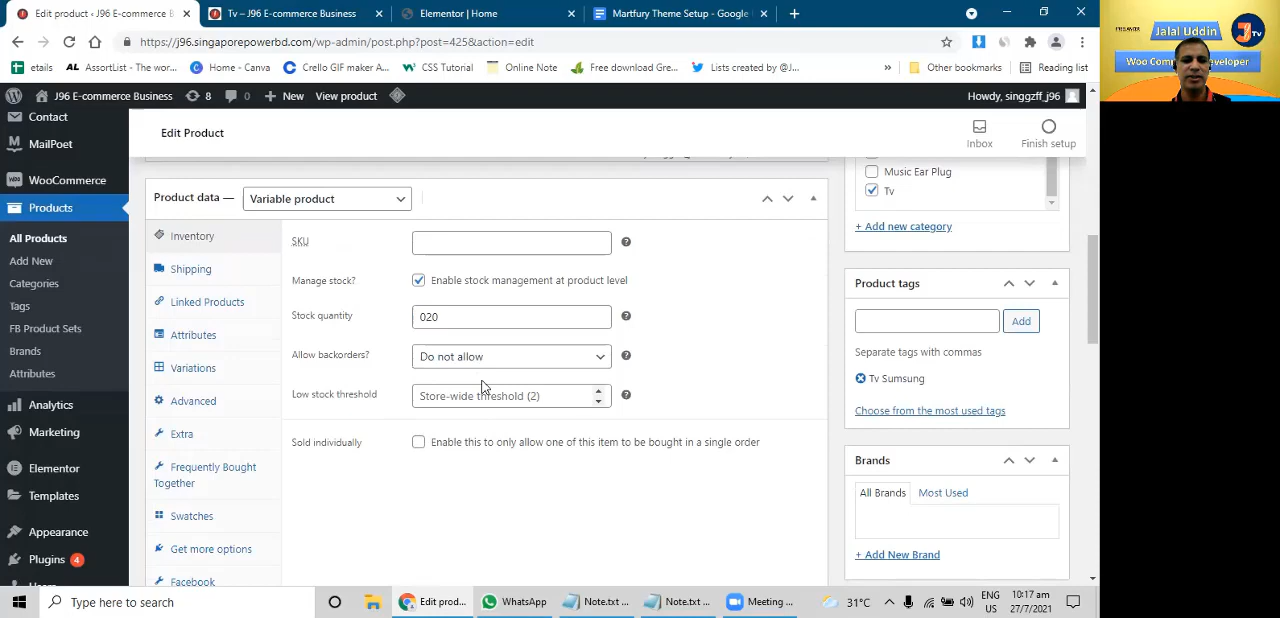 Edit product ‹ J96 E-commerce B
Tv – J96 E-commerce Business
Elementor | Home
Martfury Theme Setup - Google
https://j96.singaporepowerbd.com/wp-admin/post.php?post=425&action=edit
etails
AL AssortList - The wor...
Home - Canva
Crello GIF maker A...
CSS Tutorial
Online Note
Free download Gre...
Lists created by @J...
»
Other bookmarks
Reading list
J96 E-commerce Business
8
0
+ New
View product
Howdy, singgzff_j96
Contact
MailPoet
WooCommerce
Products
All Products
Add New
Categories
Tags
FB Product Sets
Brands
Attributes
Analytics
Marketing
Elementor
Templates
Appearance
Plugins 4
Edit Product
Inbox
Finish setup
Product data —
Variable product
Inventory
Shipping
Linked Products
Attributes
Variations
Advanced
Extra
Frequently Bought
Together
Swatches
Get more options
Facebook
SKU
Manage stock?
Enable stock management at product level
Stock quantity
020
Allow backorders?
Do not allow
Low stock threshold
Store-wide threshold (2)
Sold individually
Enable this to only allow one of this item to be bought in a single order
Music Ear Plug
Tv
+ Add new category
Product tags
Add
Separate tags with commas
Tv Sumsung
Choose from the most used tags
Brands
All Brands
Most Used
+ Add New Brand
FREELANCER
Jalal Uddin
J Tv
Woo Com
Developer
Type here to search
Edit prod...
WhatsApp
Note.txt ...
Note.txt ...
Meeting ...
31°C
ENG
US
10:17 am
27/7/2021